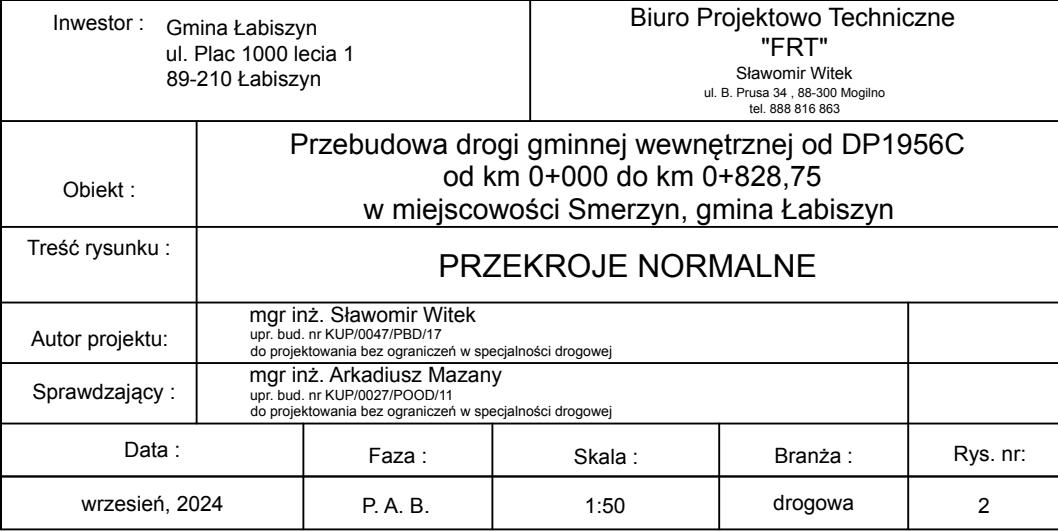 Inwestor :
Gmina Łabiszyn
ul. Plac 1000 lecia 1
89-210 Łabiszyn
Biuro Projektowo Techniczne
"FRT"
Sławomir Witek
ul. B. Prusa 34 , 88-300 Mogilno
tel. 888 816 863
Obiekt :
Przebudowa drogi gminnej wewnętrznej od DP1956C
od km 0+000 do km 0+828,75
w miejscowości Smerzyn, gmina Łabiszyn
Treść rysunku :
PRZEKROJE NORMALNE
Autor projektu:
mgr inż. Sławomir Witek
upr. bud. nr KUP/0047/PBD/17
do projektowania bez ograniczeń w specjalności drogowej
Sprawdzający :
mgr inż. Arkadiusz Mazany
upr. bud. nr KUP/0027/POOD/11
do projektowania bez ograniczeń w specjalności drogowej
Data :
Faza :
Skala :
Branża :
Rys. nr:
wrzesień, 2024
P. A. B.
1:50
drogowa
2